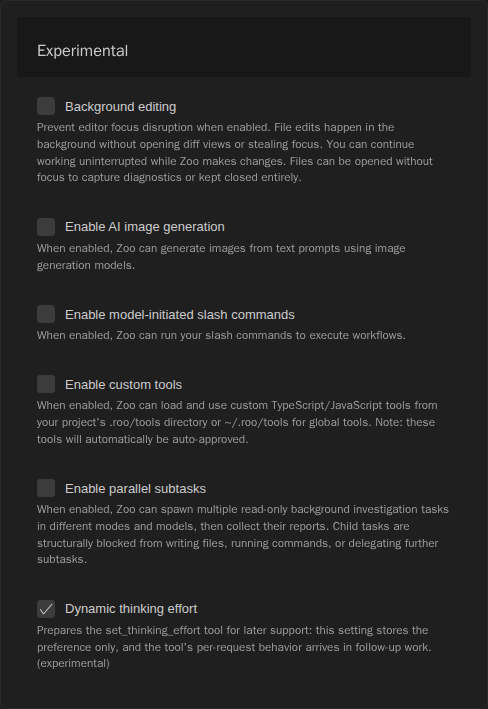 Experimental
Background editing
Prevent editor focus disruption when enabled. File edits happen in the
background without opening diff views or stealing focus. You can continue
working uninterrupted while Zoo makes changes. Files can be opened without
focus to capture diagnostics or kept closed entirely.
Enable AI image generation
When enabled, Zoo can generate images from text prompts using image
generation models.
Enable model-initiated slash commands
When enabled, Zoo can run your slash commands to execute workflows.
Enable custom tools
When enabled, Zoo can load and use custom TypeScript/JavaScript tools from
your project's .roo/tools directory or ~/.roo/tools for global tools. Note: these
tools will automatically be auto-approved.
Enable parallel subtasks
When enabled, Zoo can spawn multiple read-only background investigation tasks
in different modes and models, then collect their reports. Child tasks are
structurally blocked from writing files, running commands, or delegating further
subtasks.
Dynamic thinking effort
Prepares the set_thinking_effort tool for later support: this setting stores the
preference only, and the tool's per-request behavior arrives in follow-up work.
(experimental)